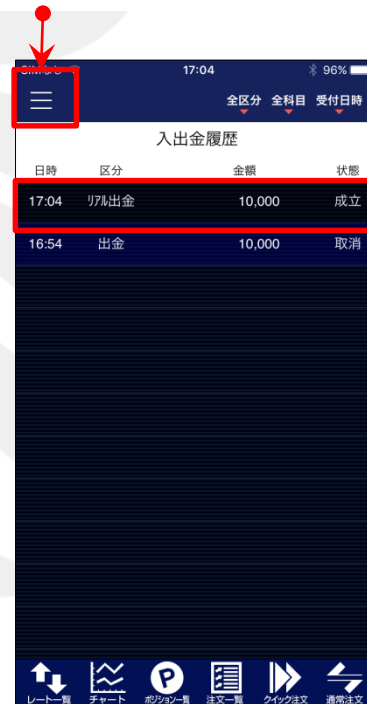 17:04 96%
全区分 全科目 受付日時
入出金履歴
日時 区分 金額 状態
17:04 ﾘｱﾙ出金 10,000 成立
16:54 出金 10,000 取消
レート一覧 チャート ポジション一覧 注文一覧 クイック注文 通常注文